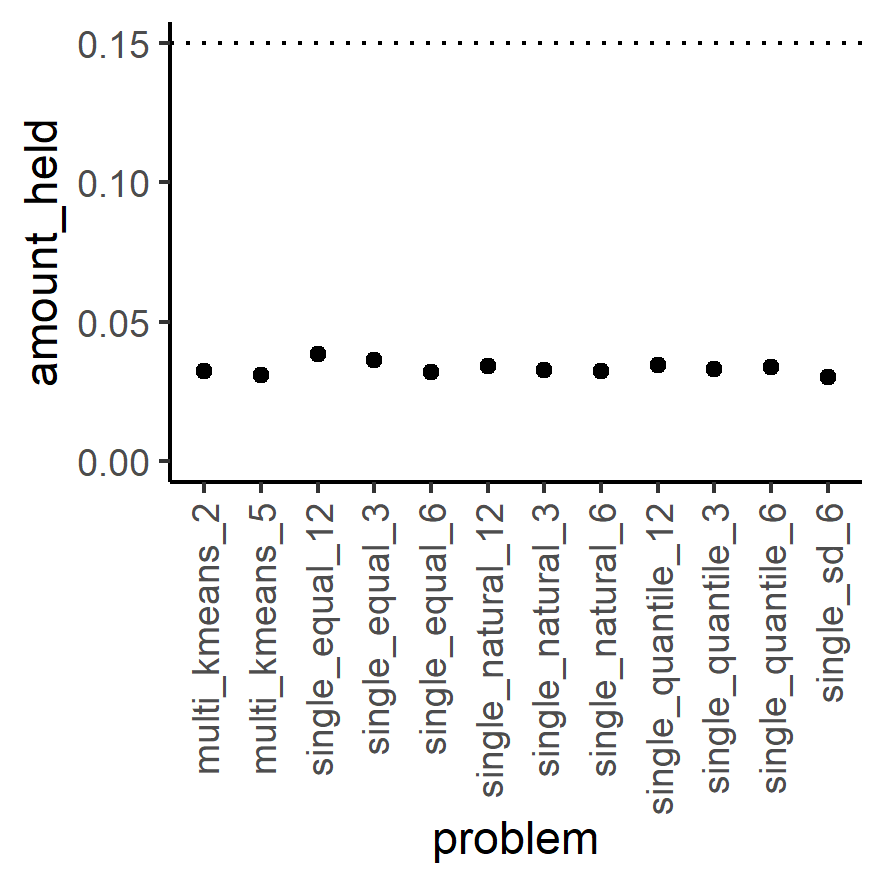 amount_held
0.15
0.10
0.05
0.00
multi_kmeans_2
multi_kmeans_5
single_equal_12
single_equal_3
single_equal_6
single_natural_12
single_natural_3
single_natural_6
single_quantile_12
single_quantile_3
single_quantile_6
single_sd_6
problem